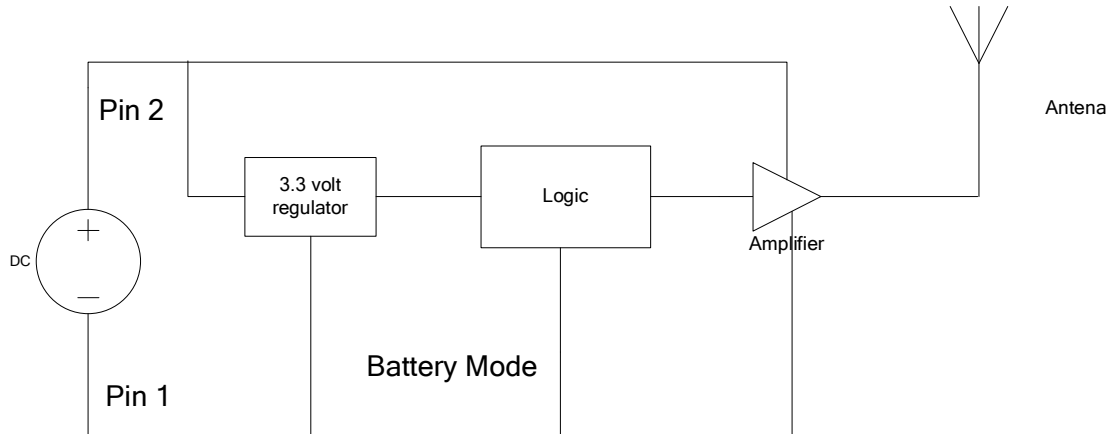 Pin 2
Antena
3.3 volt
regulator
Logic
Amplifier
DC
Battery Mode
Pin 1